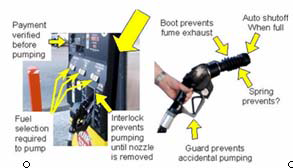 Payment
verified
before
pumping
Fuel
selection
required
to pump
Interlock
prevents
pumping
until nozzle
is removed
Boot prevents
fume exhaust
Auto shutoff
When full
Spring
prevents?
Guard prevents
accidental pumping